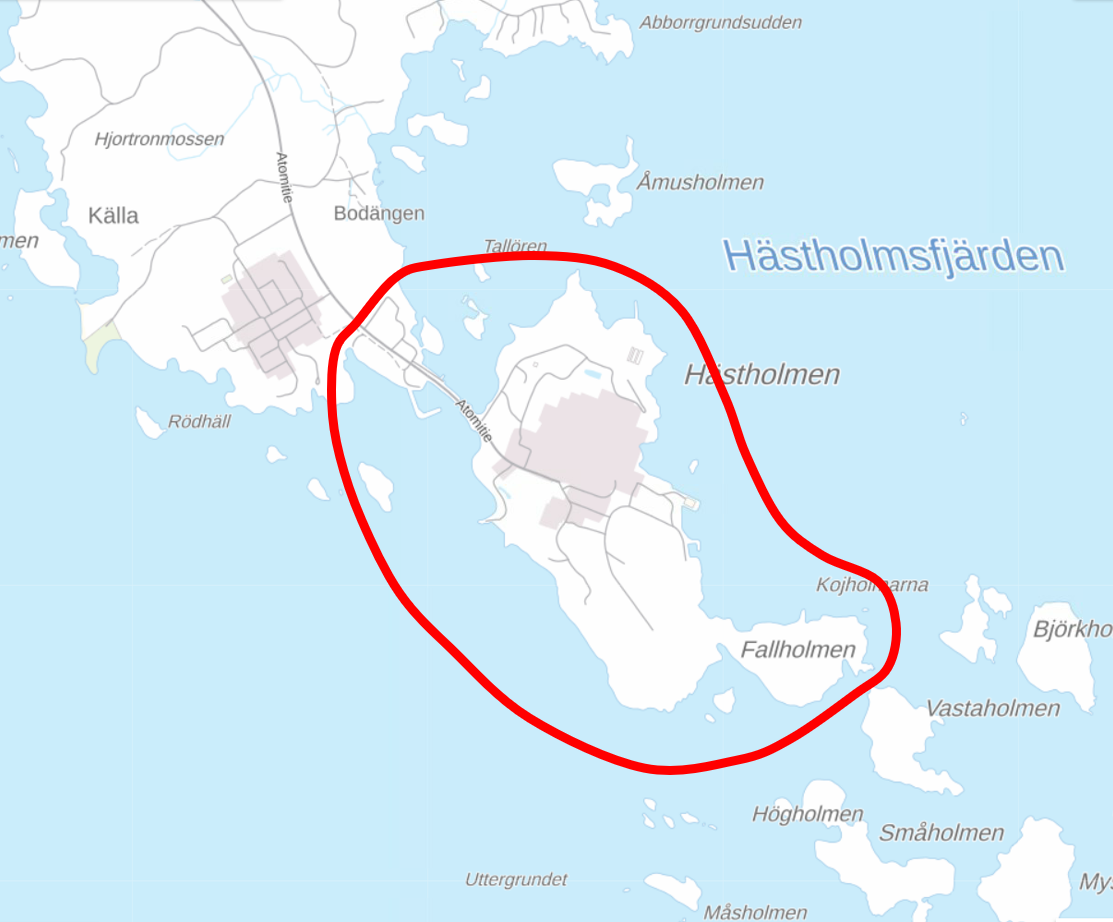 Abborrgrundsudden
Hjortronmossen
Atomitie
Åmusholmen
Källa
Bodängen
men
Tallören
Hästholmsfjärden
Hästholmen
Atomitie
Rödhäll
Kojholmarna
Fallholmen
Björkho
Vastaholmen
Högholmen
Småholmen
Uttergrundet
Mys
Måsholmen